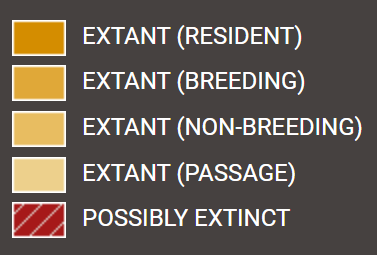 EXTANT (RESIDENT)
EXTANT (BREEDING)
EXTANT (NON-BREEDING)
EXTANT (PASSAGE)
POSSIBLY EXTINCT